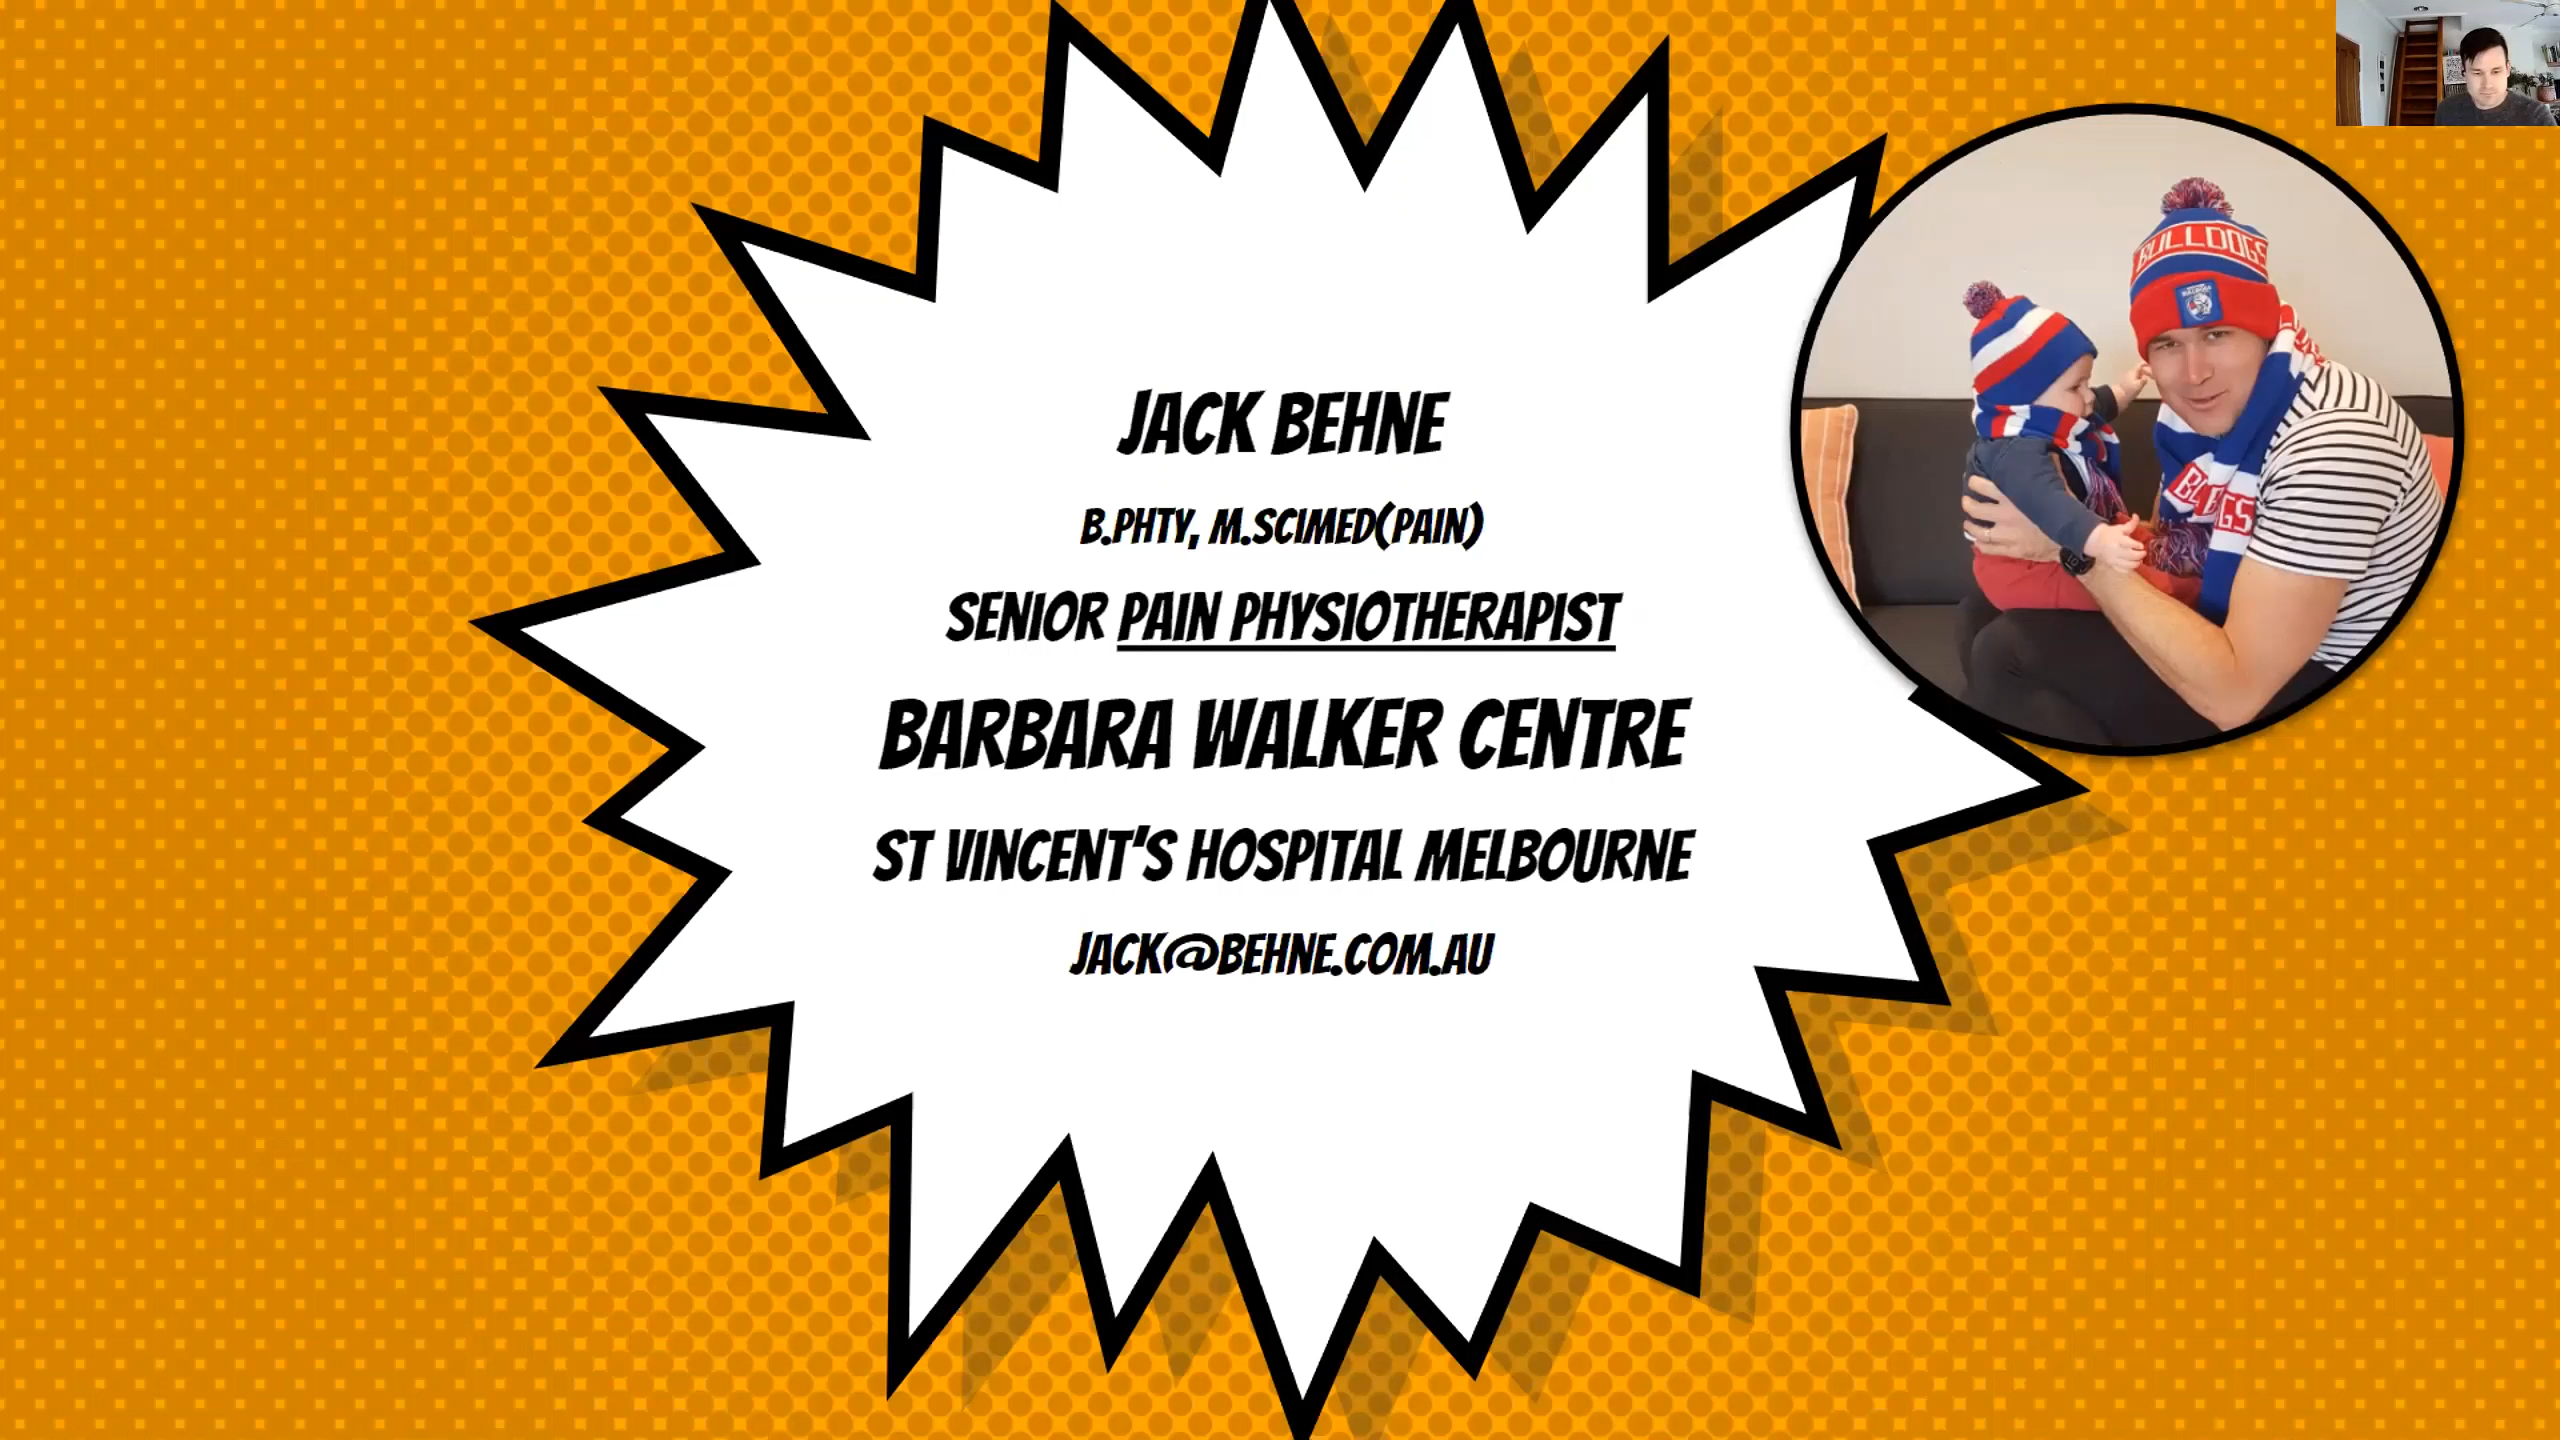 JACK BEHNE
B.PHTY, M.SCIMED(PAIN)
SENIOR PAIN PHYSIOTHERAPIST
BARBARA WALKER CENTRE
ST VINCENT'S HOSPITAL MELBOURNE
JACK@BEHNE.COM.AU
BULLDOGS